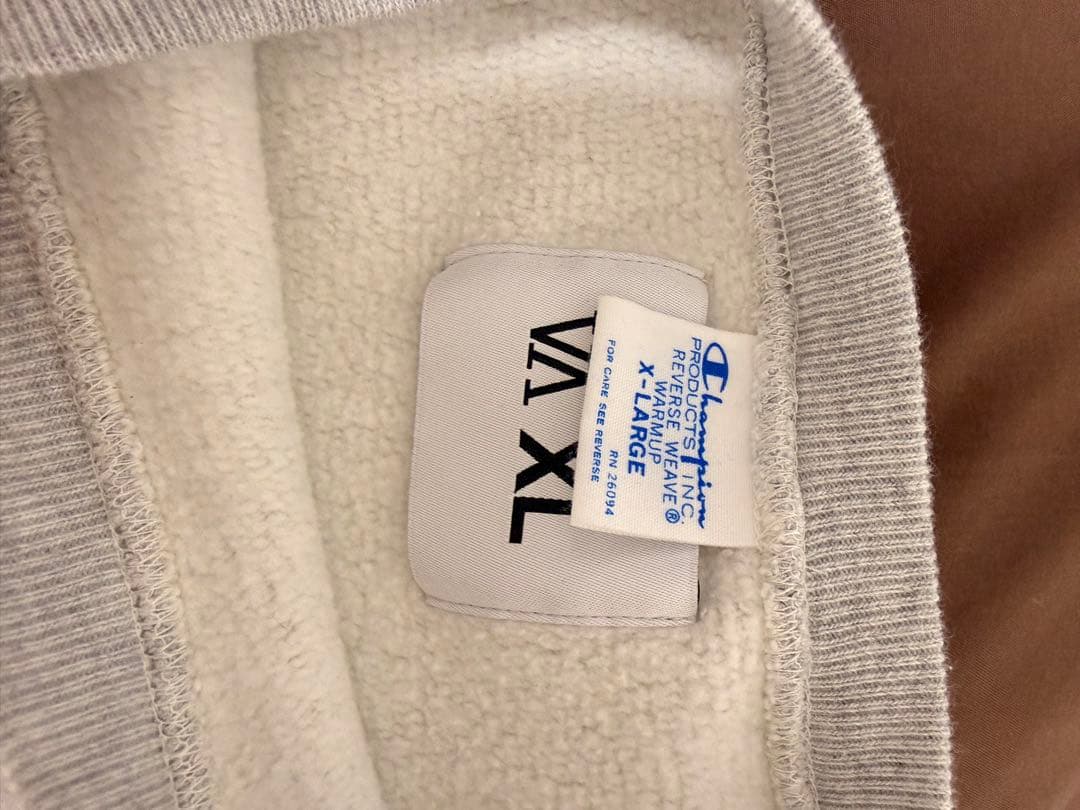 Champion
PRODUCTS INC.
REVERSE WEAVE®
WARMUP
X-LARGE
RN 26094
FOR CARE SEE REVERSE
VA XL